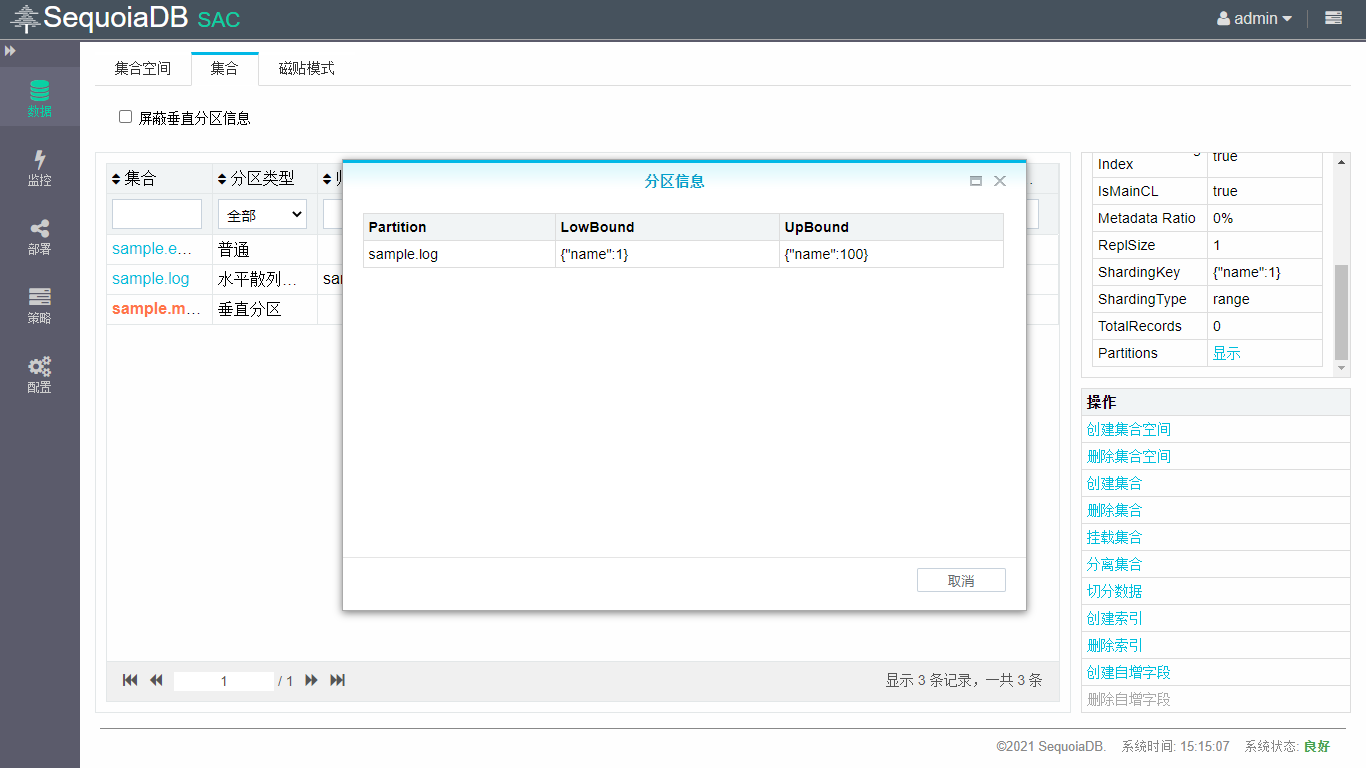 SequoiaDB SAC
admin
集合空间 集合 磁贴模式
数据
监控
部署
策略
配置
屏蔽垂直分区信息
集合 分区类型
全部
sample.e… 普通
sample.log 水平散列… sar
sample.m… 垂直分区
分区信息
Partition LowBound UpBound
sample.log {"name":1} {"name":100}
取消
1 / 1
显示 3 条记录，一共 3 条
Index true
IsMainCL true
Metadata Ratio 0%
ReplSize 1
ShardingKey {"name":1}
ShardingType range
TotalRecords 0
Partitions 显示
操作
创建集合空间
删除集合空间
创建集合
删除集合
挂载集合
分离集合
切分数据
创建索引
删除索引
创建自增字段
删除自增字段
©2021 SequoiaDB. 系统时间: 15:15:07 系统状态: 良好